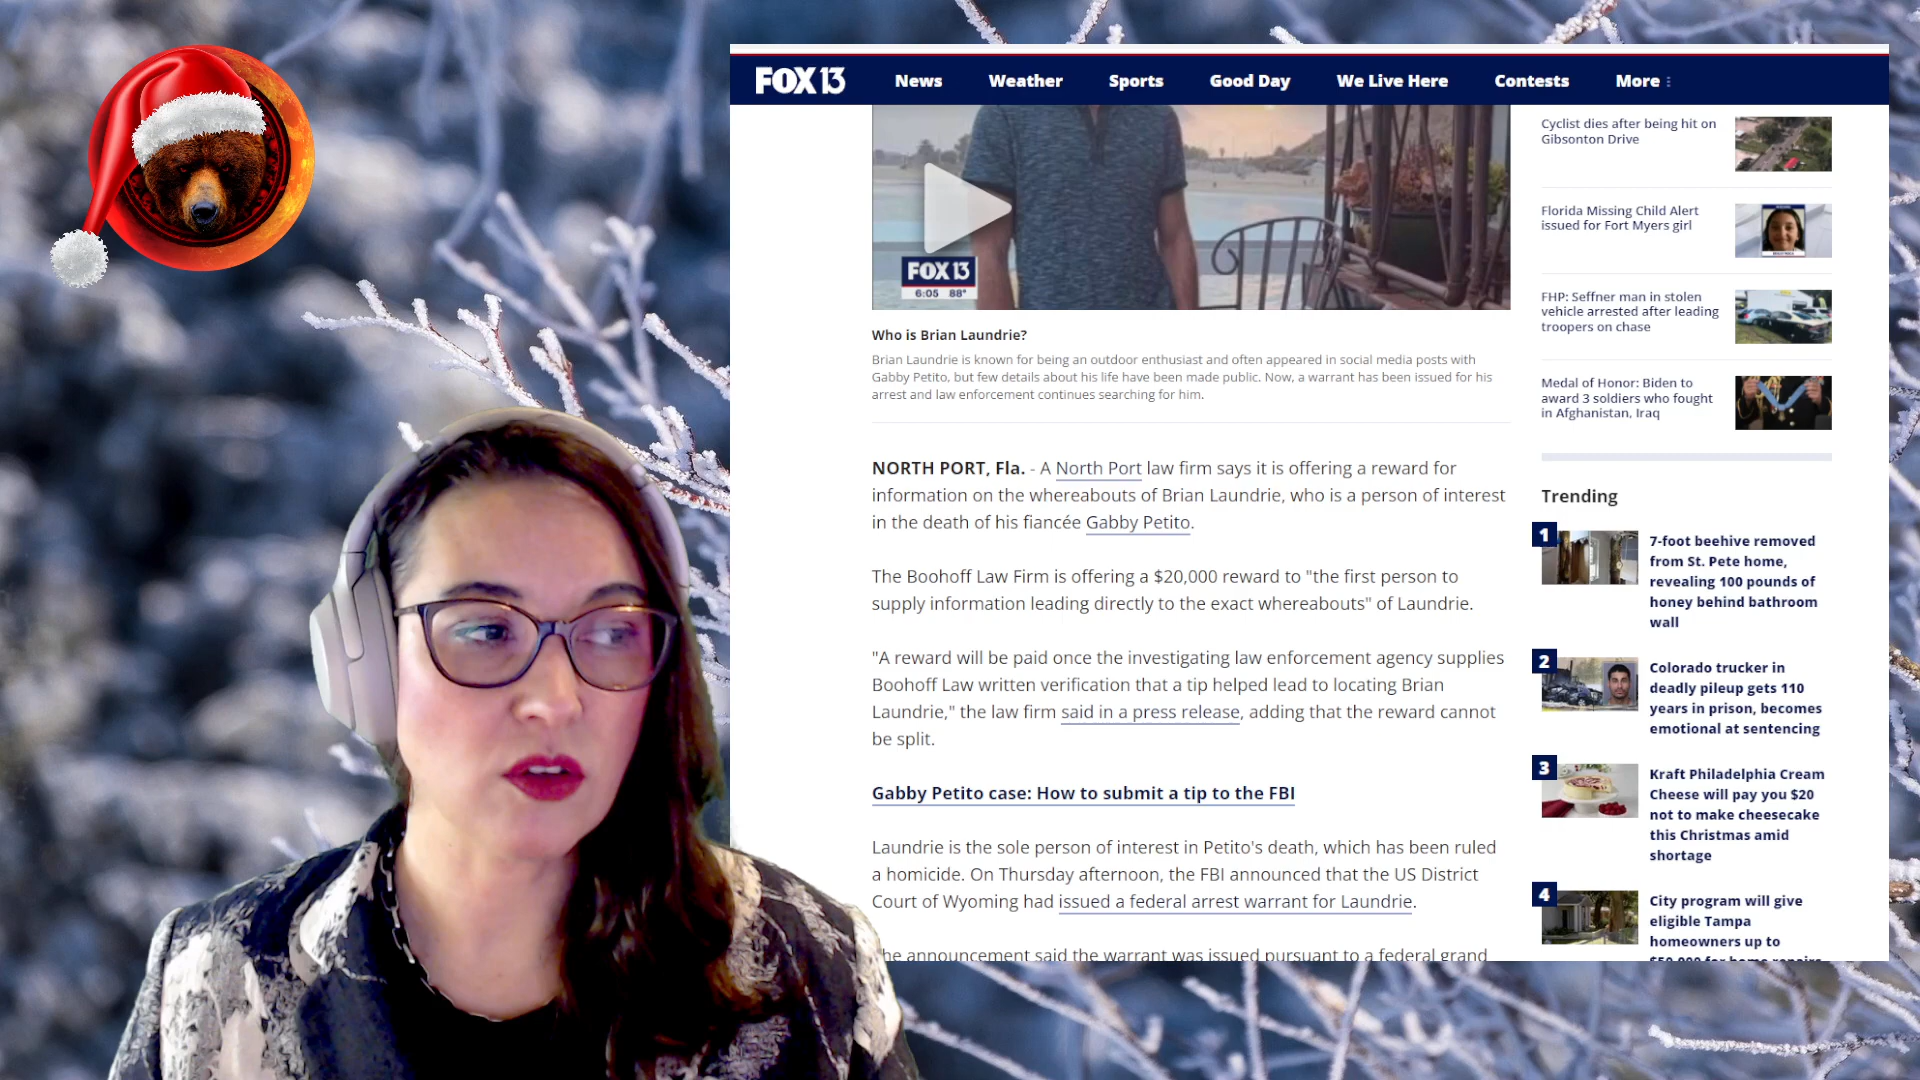 FOX 13
News
Weather
Sports
Good Day
We Live Here
Contests
More
FOX 13
6:05 88°
Who is Brian Laundrie?
Brian Laundrie is known for being an outdoor enthusiast and often appeared in social media posts with
Gabby Petito, but few details about his life have been made public. Now, a warrant has been issued for his
arrest and law enforcement continues searching for him.
NORTH PORT, Fla. - A North Port law firm says it is offering a reward for
information on the whereabouts of Brian Laundrie, who is a person of interest
in the death of his fiancée Gabby Petito.
The Boohoff Law Firm is offering a $20,000 reward to "the first person to
supply information leading directly to the exact whereabouts" of Laundrie.
"A reward will be paid once the investigating law enforcement agency supplies
Boohoff Law written verification that a tip helped lead to locating Brian
Laundrie," the law firm said in a press release, adding that the reward cannot
be split.
Gabby Petito case: How to submit a tip to the FBI
Laundrie is the sole person of interest in Petito's death, which has been ruled
a homicide. On Thursday afternoon, the FBI announced that the US District
Court of Wyoming had issued a federal arrest warrant for Laundrie.
he announcement said the warrant was issued pursuant to a federal grand
Cyclist dies after being hit on
Gibsonton Drive
Florida Missing Child Alert
issued for Fort Myers girl
FHP: Seffner man in stolen
vehicle arrested after leading
troopers on chase
Medal of Honor: Biden to
award 3 soldiers who fought
in Afghanistan, Iraq
Trending
1
7-foot beehive removed
from St. Pete home,
revealing 100 pounds of
honey behind bathroom
wall
2
Colorado trucker in
deadly pileup gets 110
years in prison, becomes
emotional at sentencing
3
Kraft Philadelphia Cream
Cheese will pay you $20
not to make cheesecake
this Christmas amid
shortage
4
City program will give
eligible Tampa
homeowners up to
$50,000 for home repairs